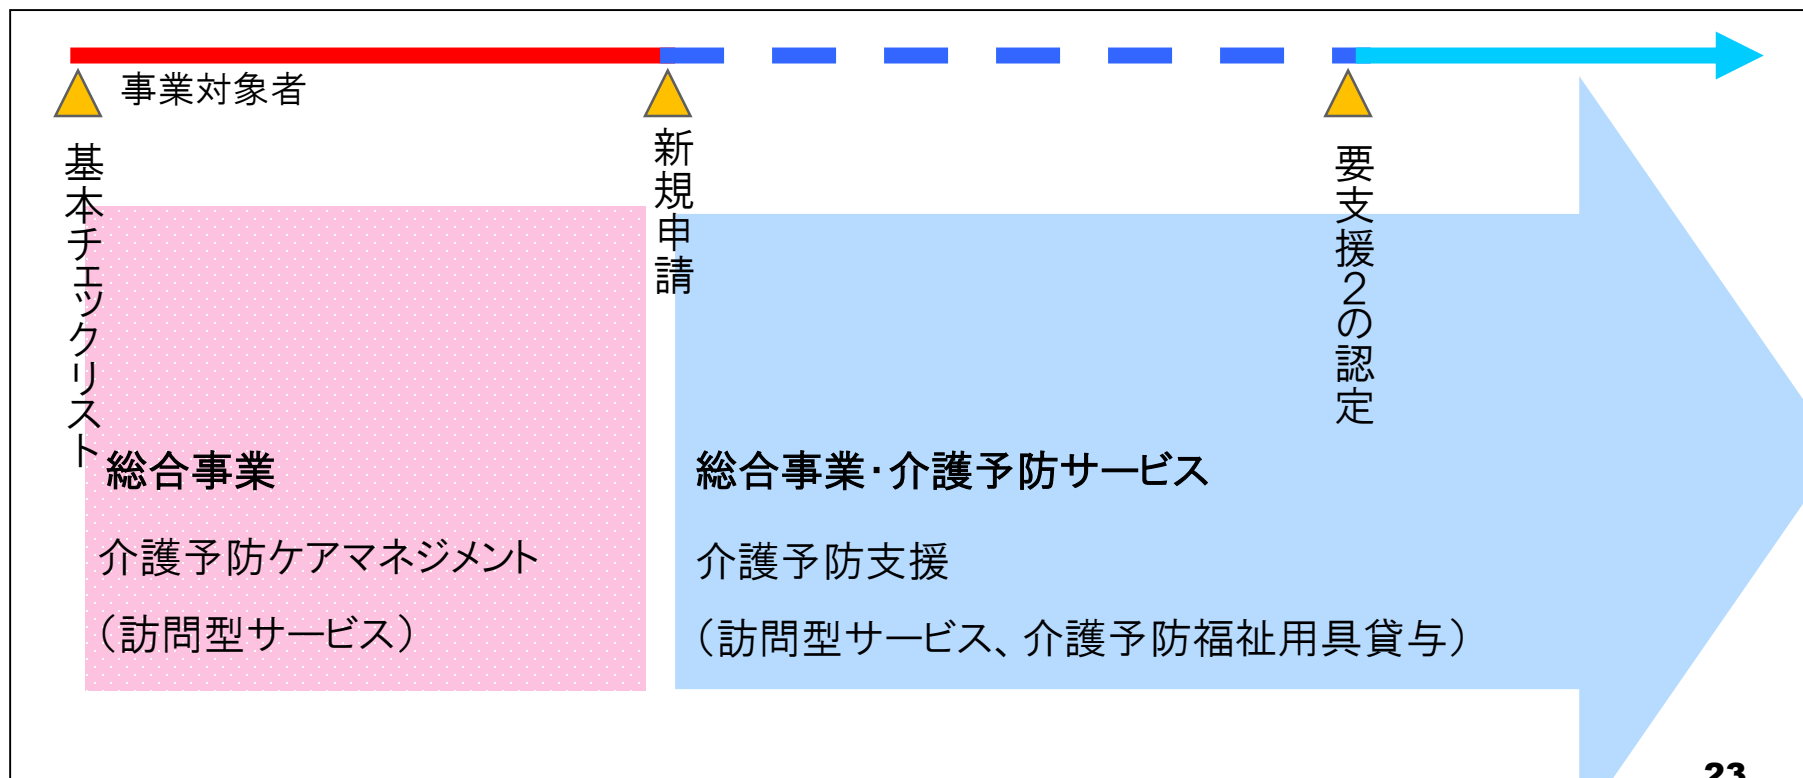 事業対象者
基本チェックリスト
新規申請
要支援２の認定
総合事業
介護予防ケアマネジメント
（訪問型サービス）
総合事業・介護予防サービス
介護予防支援
（訪問型サービス、介護予防福祉用具貸与）
23